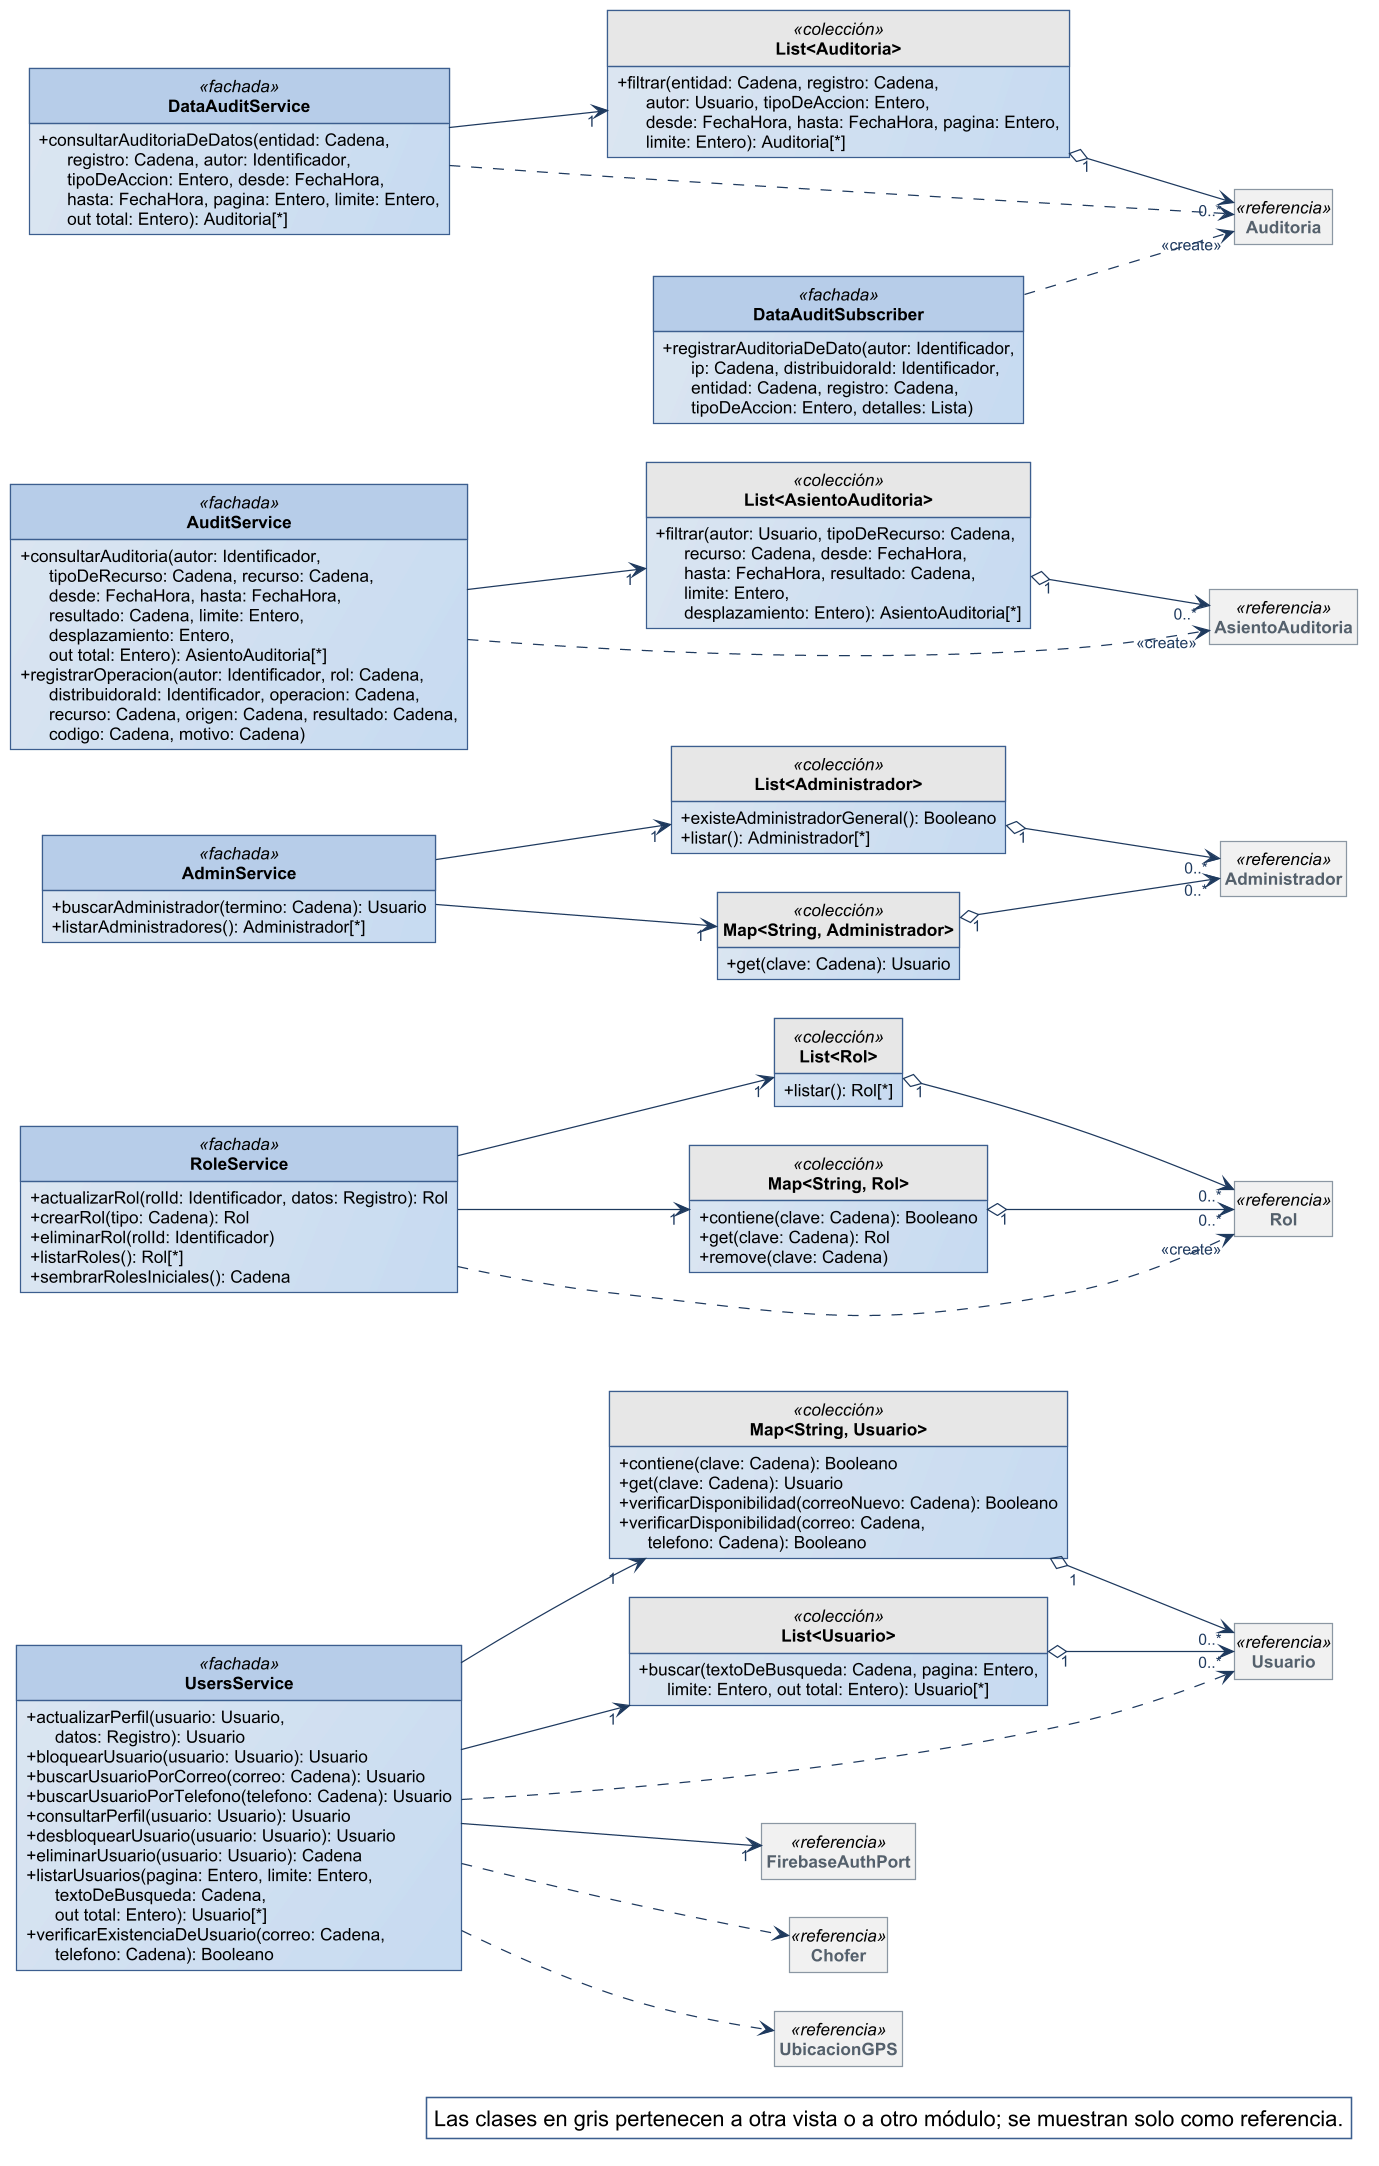 «colección»
List<Auditoria>
+filtrar(entidad: Cadena, registro: Cadena,
autor: Usuario, tipoDeAccion: Entero,
desde: FechaHora, hasta: FechaHora, pagina: Entero,
limite: Entero): Auditoria[*]
«fachada»
DataAuditService
+consultarAuditoriaDeDatos(entidad: Cadena,
registro: Cadena, autor: Identificador,
tipoDeAccion: Entero, desde: FechaHora,
hasta: FechaHora, pagina: Entero, limite: Entero,
out total: Entero): Auditoria[*]
1
1
0..*
«referencia»
Auditoria
«create»
«fachada»
DataAuditSubscriber
+registrarAuditoriaDeDato(autor: Identificador,
ip: Cadena, distribuidoraId: Identificador,
entidad: Cadena, registro: Cadena,
tipoDeAccion: Entero, detalles: Lista)
«colección»
List<AsientoAuditoria>
+filtrar(autor: Usuario, tipoDeRecurso: Cadena,
recurso: Cadena, desde: FechaHora,
hasta: FechaHora, resultado: Cadena,
limite: Entero,
desplazamiento: Entero): AsientoAuditoria[*]
«fachada»
AuditService
+consultarAuditoria(autor: Identificador,
tipoDeRecurso: Cadena, recurso: Cadena,
desde: FechaHora, hasta: FechaHora,
resultado: Cadena, limite: Entero,
desplazamiento: Entero,
out total: Entero): AsientoAuditoria[*]
+registrarOperacion(autor: Identificador, rol: Cadena,
distribuidoraId: Identificador, operacion: Cadena,
recurso: Cadena, origen: Cadena, resultado: Cadena,
codigo: Cadena, motivo: Cadena)
1
1
0..*
«create»
«referencia»
AsientoAuditoria
«colección»
List<Administrador>
+existeAdministradorGeneral(): Booleano
+listar(): Administrador[*]
«fachada»
AdminService
+buscarAdministrador(termino: Cadena): Usuario
+listarAdministradores(): Administrador[*]
1
1
1
1
0..*
0..*
«referencia»
Administrador
«colección»
Map<String, Administrador>
+get(clave: Cadena): Usuario
«colección»
List<Rol>
+listar(): Rol[*]
«fachada»
RoleService
+actualizarRol(rolId: Identificador, datos: Registro): Rol
+crearRol(tipo: Cadena): Rol
+eliminarRol(rolId: Identificador)
+listarRoles(): Rol[*]
+sembrarRolesIniciales(): Cadena
1
1
«colección»
Map<String, Rol>
+contiene(clave: Cadena): Booleano
+get(clave: Cadena): Rol
+remove(clave: Cadena)
1
1
0..*
0..*
«create»
«referencia»
Rol
«colección»
Map<String, Usuario>
+contiene(clave: Cadena): Booleano
+get(clave: Cadena): Usuario
+verificarDisponibilidad(correoNuevo: Cadena): Booleano
+verificarDisponibilidad(correo: Cadena,
telefono: Cadena): Booleano
1
1
«colección»
List<Usuario>
+buscar(textoDeBusqueda: Cadena, pagina: Entero,
limite: Entero, out total: Entero): Usuario[*]
1
1
0..*
0..*
«referencia»
Usuario
«fachada»
UsersService
+actualizarPerfil(usuario: Usuario,
datos: Registro): Usuario
+bloquearUsuario(usuario: Usuario): Usuario
+buscarUsuarioPorCorreo(correo: Cadena): Usuario
+buscarUsuarioPorTelefono(telefono: Cadena): Usuario
+consultarPerfil(usuario: Usuario): Usuario
+desbloquearUsuario(usuario: Usuario): Usuario
+eliminarUsuario(usuario: Usuario): Cadena
+listarUsuarios(pagina: Entero, limite: Entero,
textoDeBusqueda: Cadena,
out total: Entero): Usuario[*]
+verificarExistenciaDeUsuario(correo: Cadena,
telefono: Cadena): Booleano
1
«referencia»
FirebaseAuthPort
«referencia»
Chofer
«referencia»
UbicacionGPS
Las clases en gris pertenecen a otra vista o a otro módulo; se muestran solo como referencia.